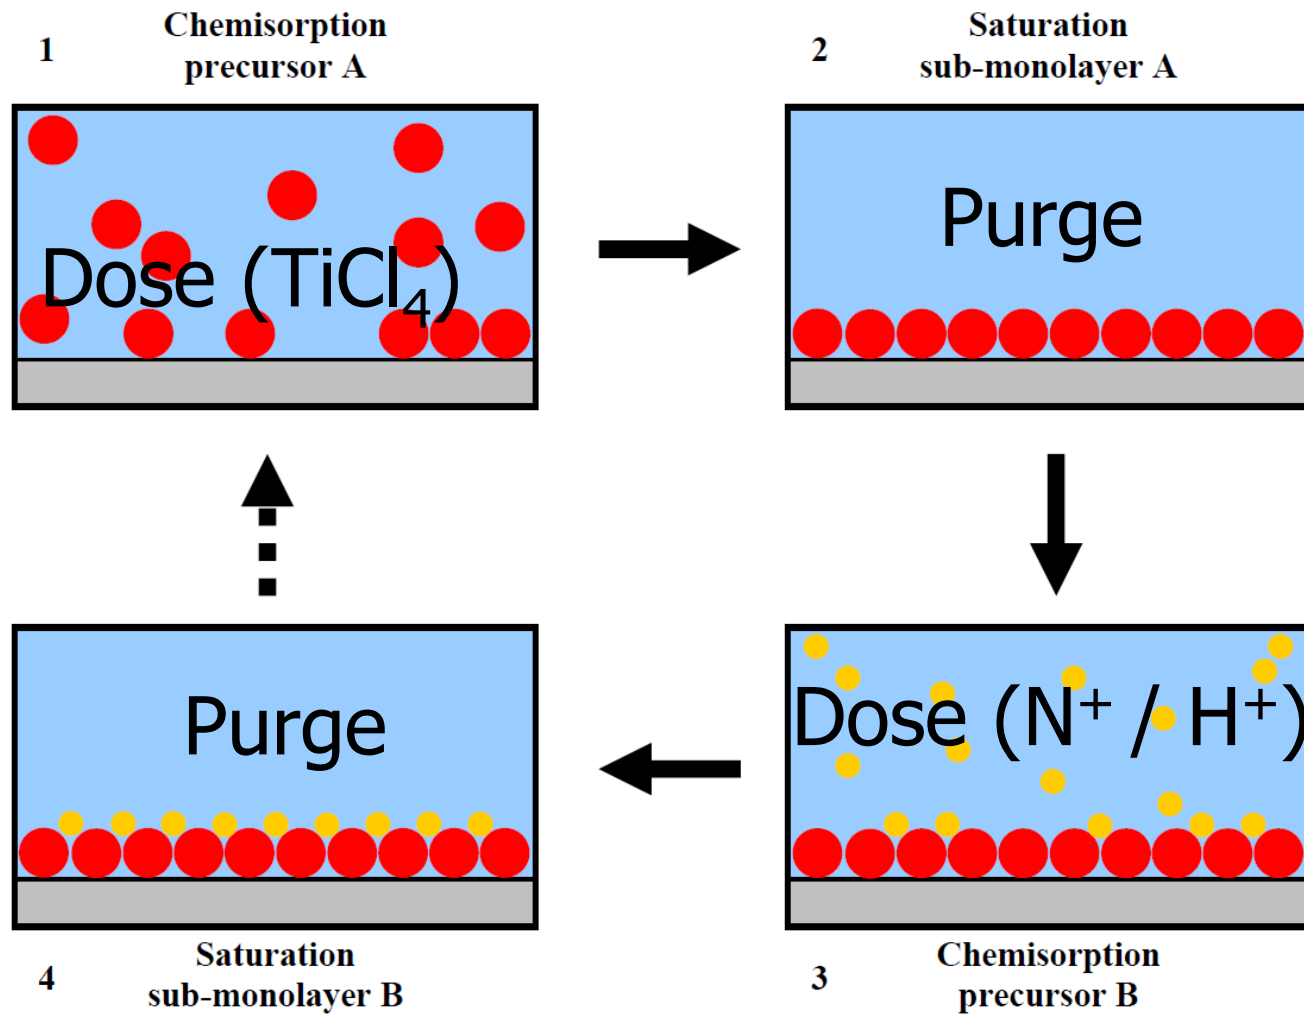 1
Chemisorption
precursor A
Dose (TiCl₄)
2
Saturation
sub-monolayer A
Purge
Dose (N⁺ / H⁺)
3
Chemisorption
precursor B
Purge
4
Saturation
sub-monolayer B